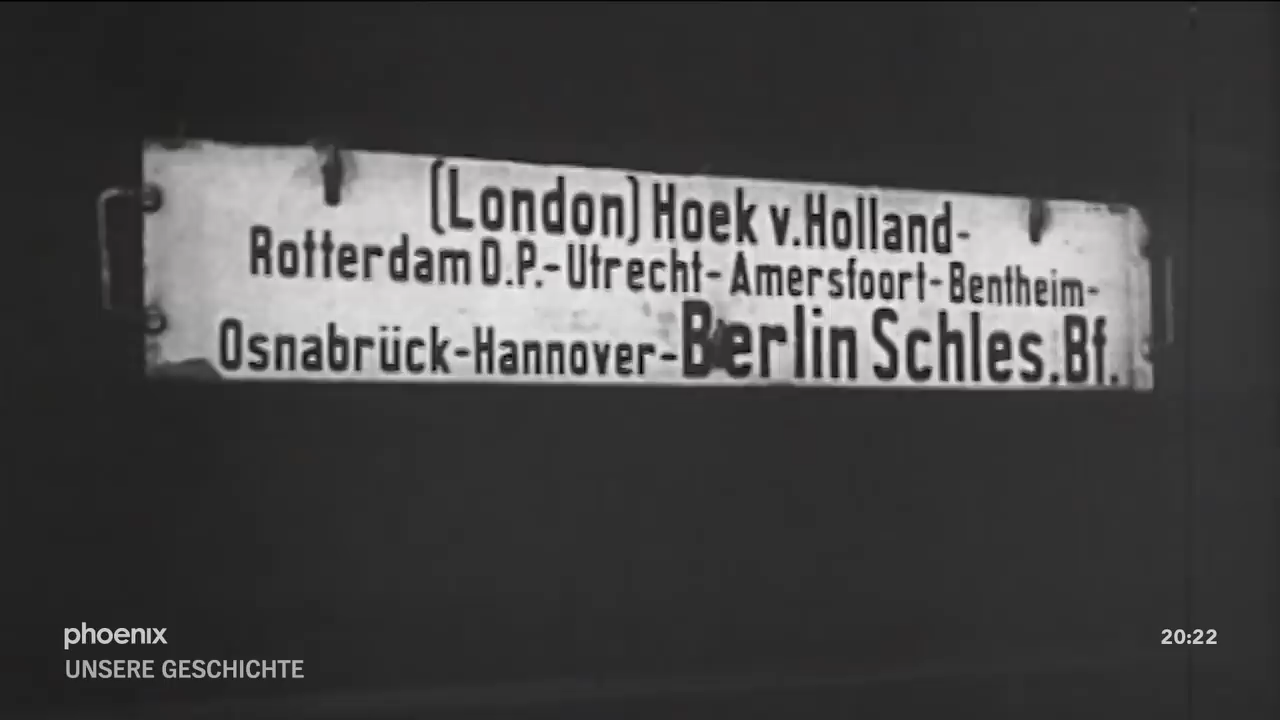 (London) Hoek v.Holland-
Rotterdam D.P.-Utrecht-Amersfoort-Bentheim-
Osnabrück-Hannover-Berlin Schles.Bf.
phoenix
20:22
UNSERE GESCHICHTE